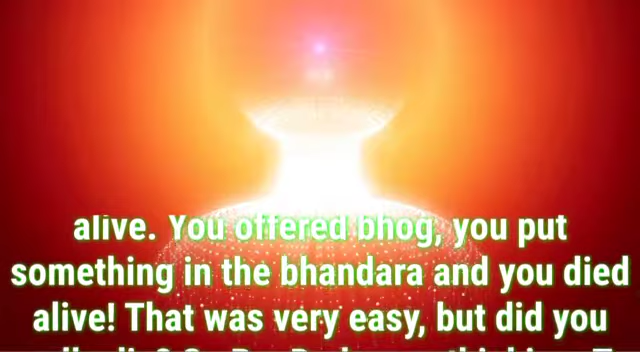 alive. You offered bhog, you put
something in the bhandara and you died
alive! That was very easy, but did you